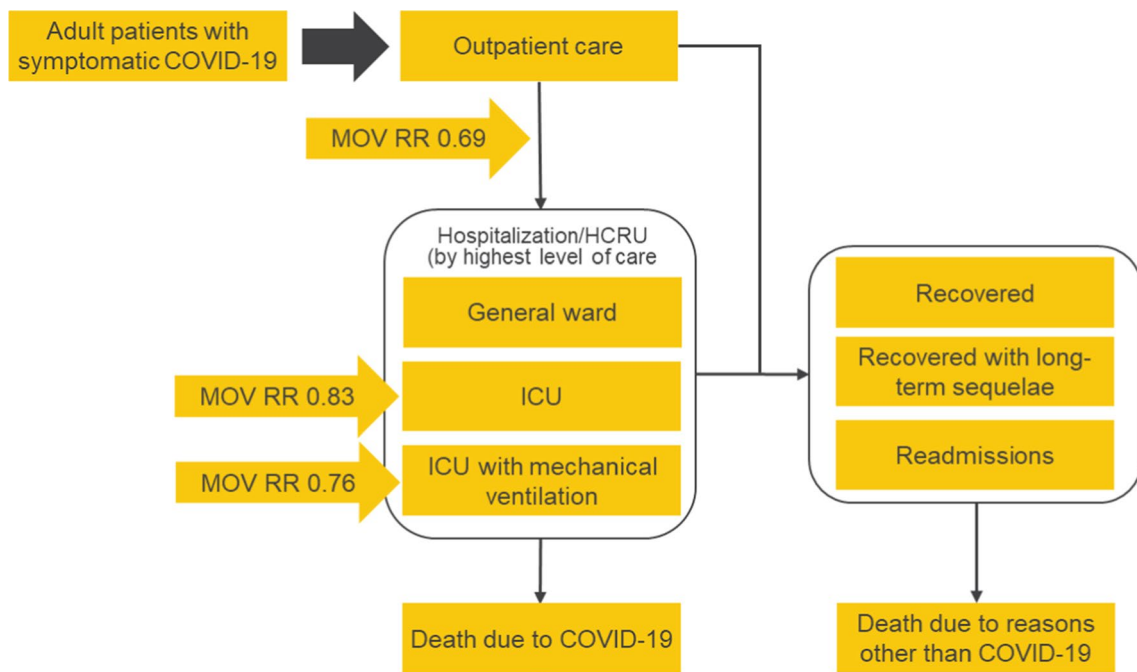 Adult patients with
symptomatic COVID-19
Outpatient care
MOV RR 0.69
Hospitalization/HCRU
(by highest level of care
General ward
MOV RR 0.83
ICU
MOV RR 0.76
ICU with mechanical
ventilation
Recovered
Recovered with long-
term sequelae
Readmissions
Death due to COVID-19
Death due to reasons
other than COVID-19